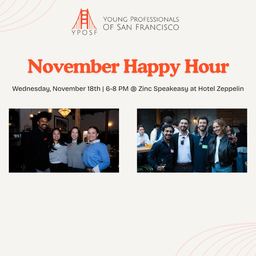 YPOSF
Young Professionals
Of San Francisco
November Happy Hour
Wednesday, November 18th | 6-8 PM @ Zinc Speakeasy at Hotel Zeppelin